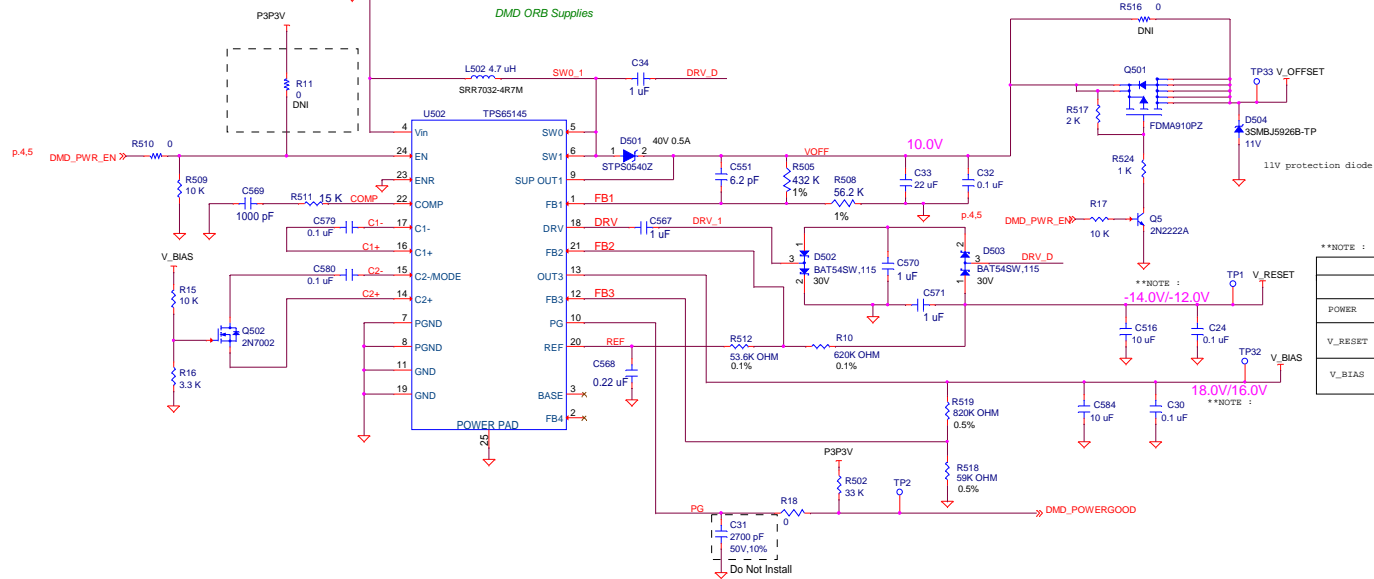 DMD ORB Supplies
P3P3V
R11
0
DNI
R510 0
p.4,5
DMD_PWR_EN
R509
10 K
C569
1000 pF
R511 15 K
COMP
C579
0.1 uF
C1-
C1+
V_BIAS
C580
0.1 uF
C2-
C2+
R15
10 K
Q502
2N7002
R16
3.3 K
L502 4.7 uH
SRR7032-4R7M
SW0_1
C34
1 uF
DRV_D
U502 TPS65145
4 Vin
24 EN
23 ENR
22 COMP
17 C1-
16 C1+
15 C2-/MODE
14 C2+
7 PGND
8 PGND
11 GND
19 GND
SW0 5
SW1 6
SUP OUT1 9
FB1 1
DRV 18
FB2 21
OUT3 13
FB3 12
PG 10
REF 20
BASE 3
FB4 2
POWER PAD
25
D501 40V 0.5A
1 2
STPS0540Z
C551
6.2 pF
VOFF
10.0V
R505
432 K
1%
R508
56.2 K
1%
C33
22 uF
C32
0.1 uF
FB1
DRV
C567
1 uF
DRV_1
FB2
FB3
D502
BAT54SW,115
30V
1
3
2
C570
1 uF
D503
BAT54SW,115
30V
2
3
1
DRV_D
C571
1 uF
REF
C568
0.22 uF
R512
53.6K OHM
0.1%
R10
620K OHM
0.1%
R516 0
DNI
Q501
FDMA910PZ
R517
2 K
TP33
V_OFFSET
D504
3SMBJ5926B-TP
11V
11V protection diode
R524
1 K
p.4,5
DMD_PWR_EN
R17
10 K
Q5
2N2222A
**NOTE :
-14.0V/-12.0V
TP1
V_RESET
C516
10 uF
C24
0.1 uF
TP32
V_BIAS
18.0V/16.0V
**NOTE :
C584
10 uF
C30
0.1 uF
R519
820K OHM
0.5%
R518
59K OHM
0.5%
P3P3V
R502
33 K
TP2
PG
R18
0
C31
2700 pF
50V,10%
Do Not Install
DMD_POWERGOOD
**NOTE :
POWER
V_RESET
V_BIAS